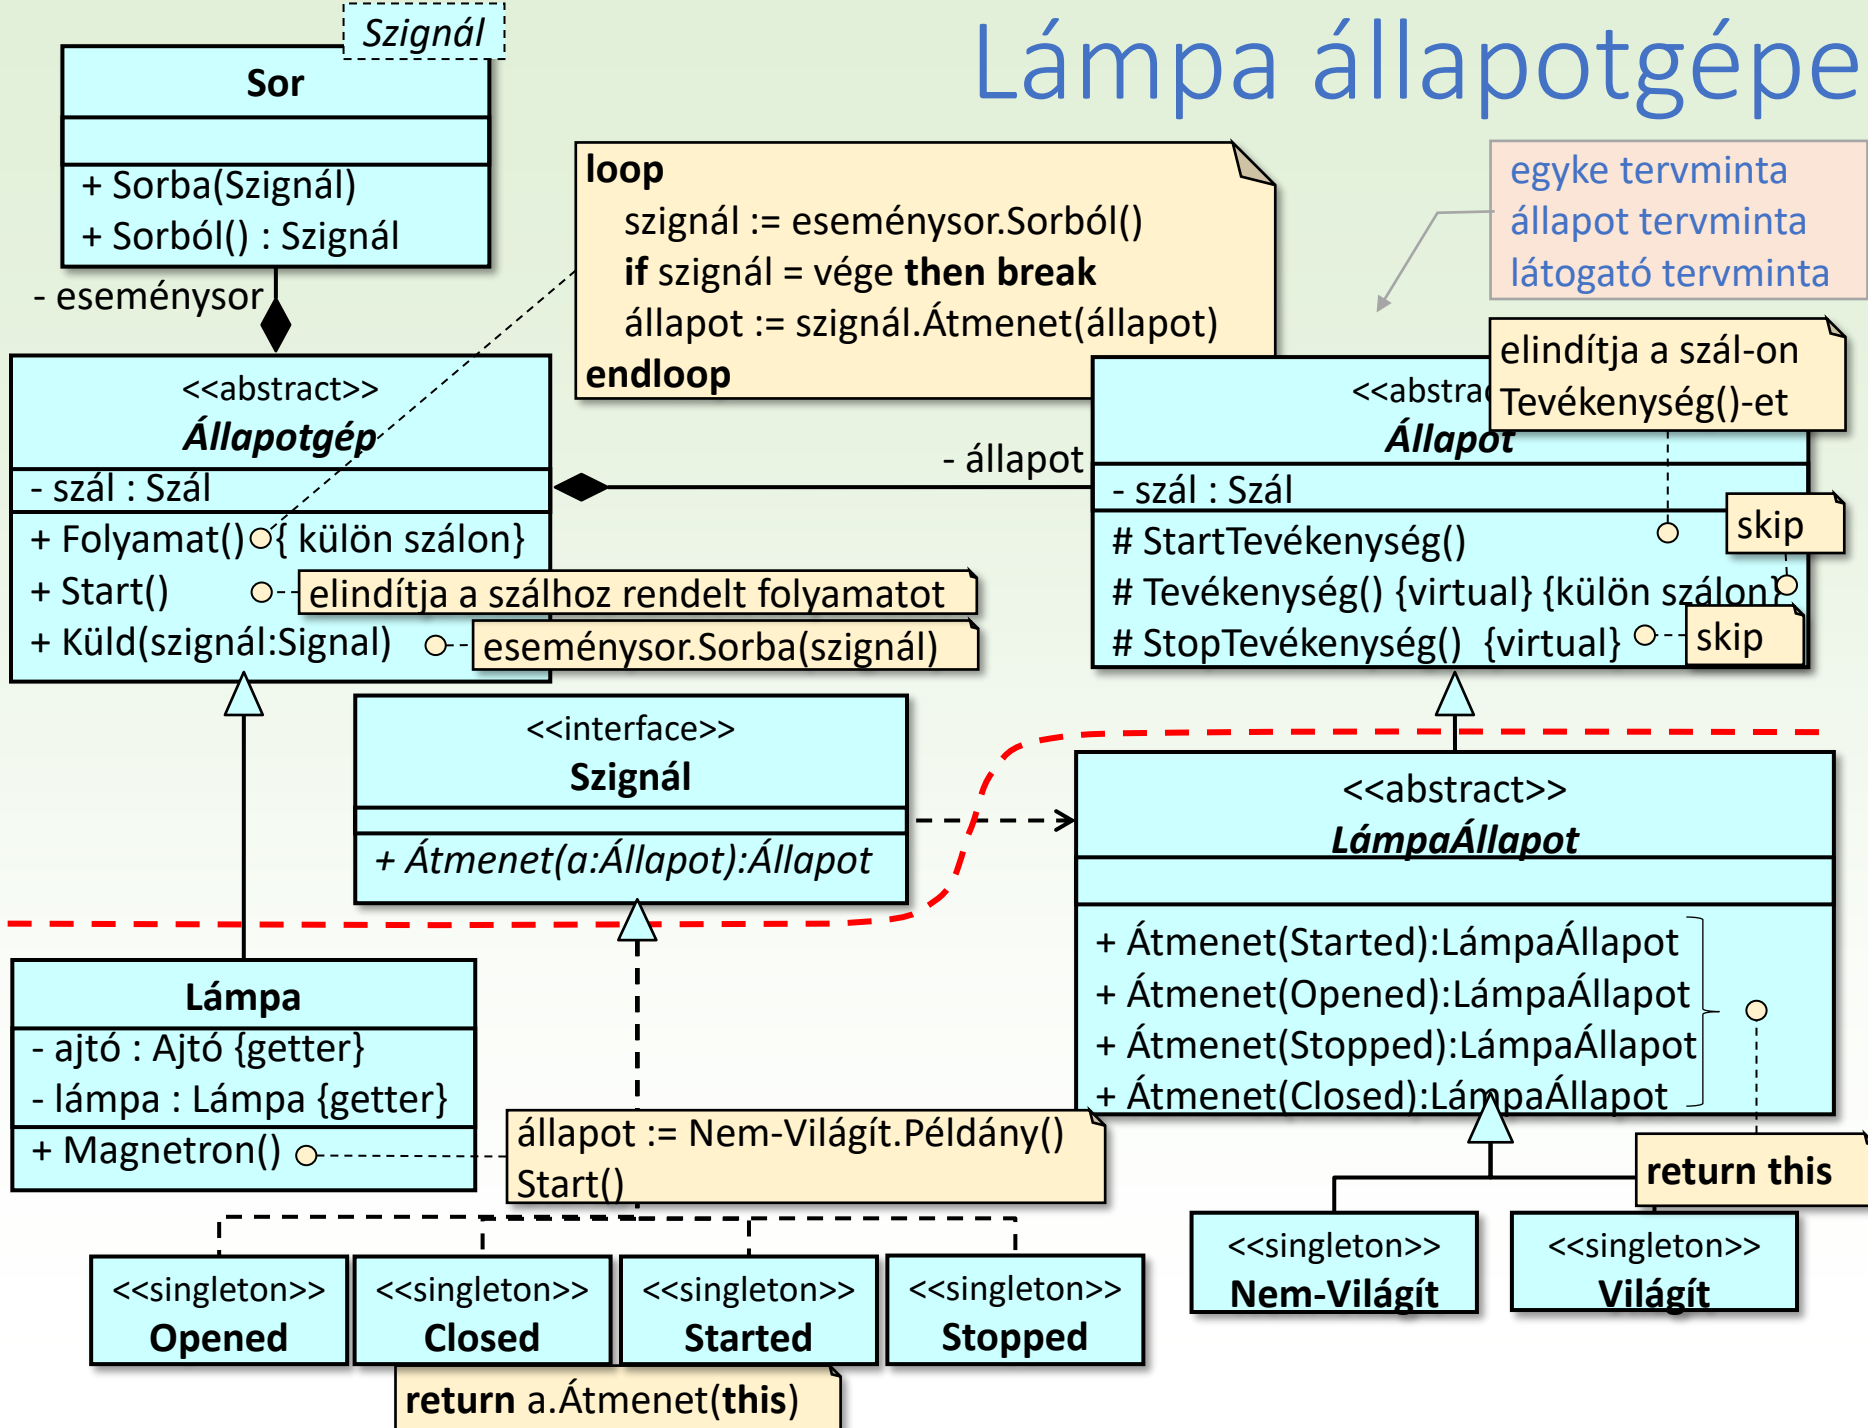 Lámpa állapotgépe
Szignál
Sor
+ Sorba(Szignál)
+ Sorból() : Szignál
- eseménysor
loop
szignál := eseménysor.Sorból()
if szignál = vége then break
állapot := szignál.Átmenet(állapot)
endloop
egyke tervminta
állapot tervminta
látogató tervminta
<<abstract>>
Állapotgép
- szál : Szál
+ Folyamat() { külön szálon}
+ Start()
elindítja a szálhoz rendelt folyamatot
+ Küld(szignál:Signal)
eseménysor.Sorba(szignál)
- állapot
elindítja a szál-on
Tevékenység()-et
Állapot
- szál : Szál
# StartTevékenység()
skip
# Tevékenység() {virtual} {külön szálon}
# StopTevékenység() {virtual}
skip
<<interface>>
Szignál
+ Átmenet(a:Állapot):Állapot
<<abstract>>
LámpaÁllapot
+ Átmenet(Started):LámpaÁllapot
+ Átmenet(Opened):LámpaÁllapot
+ Átmenet(Stopped):LámpaÁllapot
+ Átmenet(Closed):LámpaÁllapot
return this
Lámpa
- ajtó : Ajtó {getter}
- lámpa : Lámpa {getter}
+ Magnetron()
állapot := Nem-Világít.Példány()
Start()
<<singleton>>
Opened
<<singleton>>
Closed
<<singleton>>
Started
<<singleton>>
Stopped
return a.Átmenet(this)
<<singleton>>
Nem-Világít
<<singleton>>
Világít